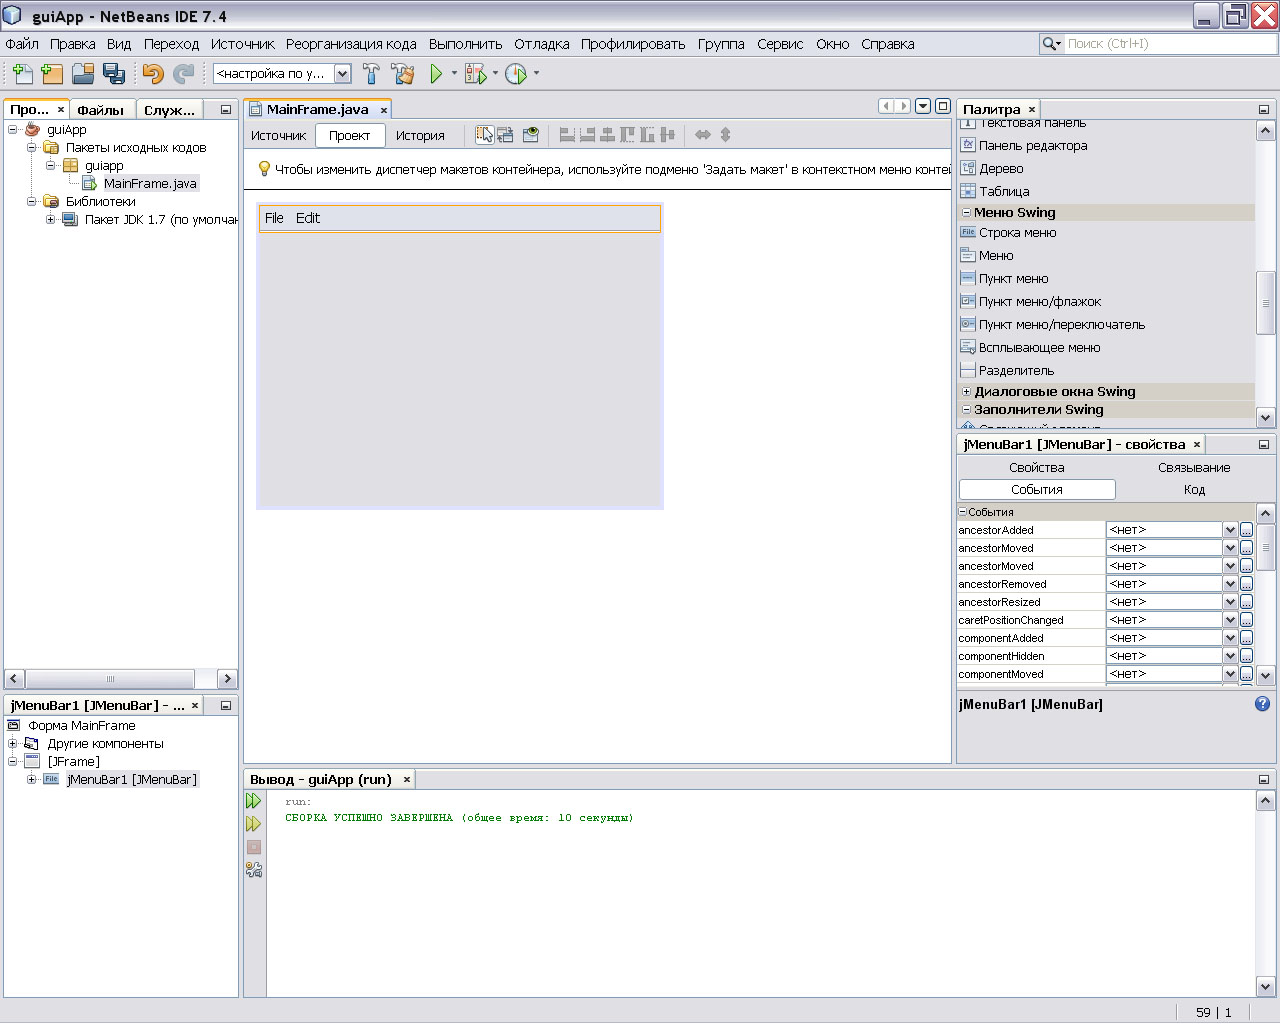 guiApp - NetBeans IDE 7.4
Файл Правка Вид Переход Источник Реорганизация кода Выполнить Отладка Профилировать Группа Сервис Окно Справка
Поиск (Ctrl+I)
<настройка по у...
Про... Файлы Служ...
guiApp
Пакеты исходных кодов
guiapp
MainFrame.java
Библиотеки
Пакет JDK 1.7 (по умолчан
jMenuBar1 [JMenuBar] - ...
Форма MainFrame
Другие компоненты
[JFrame]
jMenuBar1 [JMenuBar]
MainFrame.java
Источник Проект История
Чтобы изменить диспетчер макетов контейнера, используйте подменю 'Задать макет' в контекстном меню контей
File Edit
Вывод - guiApp (run)
run:
СБОРКА УСПЕШНО ЗАВЕРШЕНА (общее время: 10 секунды)
Палитра
Текстовая панель
Панель редактора
Дерево
Таблица
Меню Swing
Строка меню
Меню
Пункт меню
Пункт меню/флажок
Пункт меню/переключатель
Всплывающее меню
Разделитель
Диалоговые окна Swing
Заполнители Swing
jMenuBar1 [JMenuBar] - свойства
Свойства Связывание
События Код
События
ancestorAdded <нет>
ancestorMoved <нет>
ancestorMoved <нет>
ancestorRemoved <нет>
ancestorResized <нет>
caretPositionChanged <нет>
componentAdded <нет>
componentHidden <нет>
componentMoved <нет>
jMenuBar1 [JMenuBar]
59 | 1